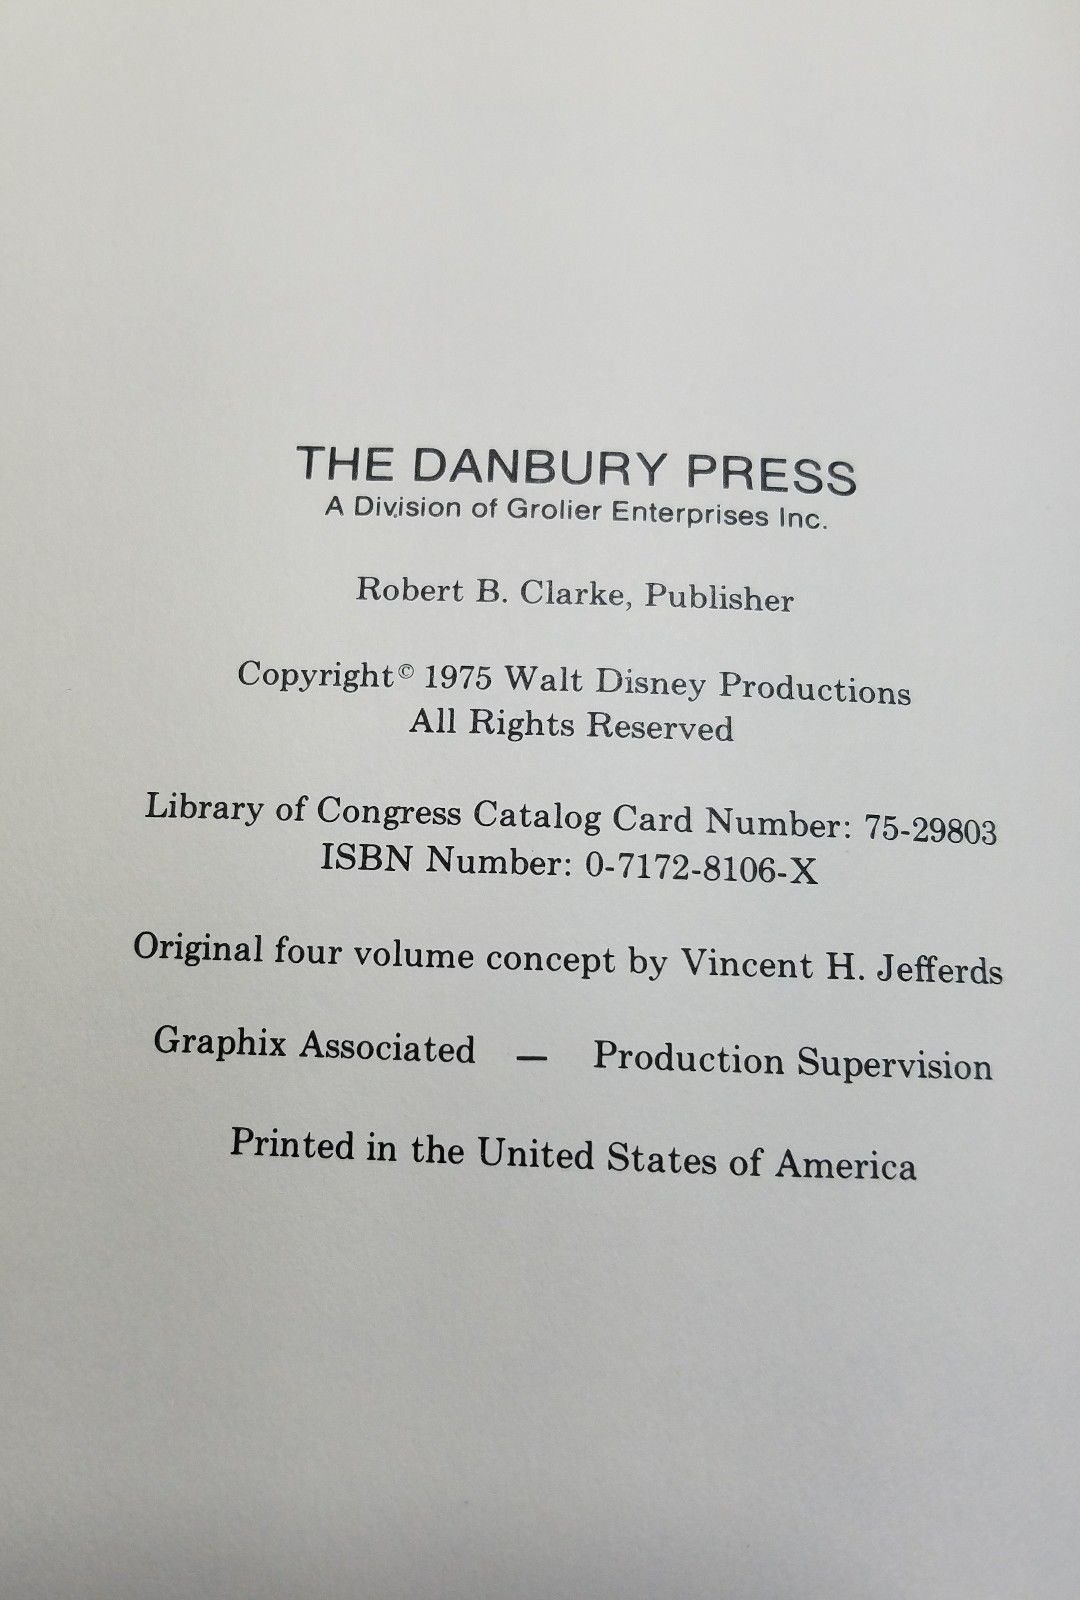 THE DANBURY PRESS
A Division of Grolier Enterprises Inc.
Robert B. Clarke, Publisher
Copyright© 1975 Walt Disney Productions
All Rights Reserved
Library of Congress Catalog Card Number: 75-29803
ISBN Number: 0-7172-8106-X
Original four volume concept by Vincent H. Jefferds
Graphix Associated — Production Supervision
Printed in the United States of America